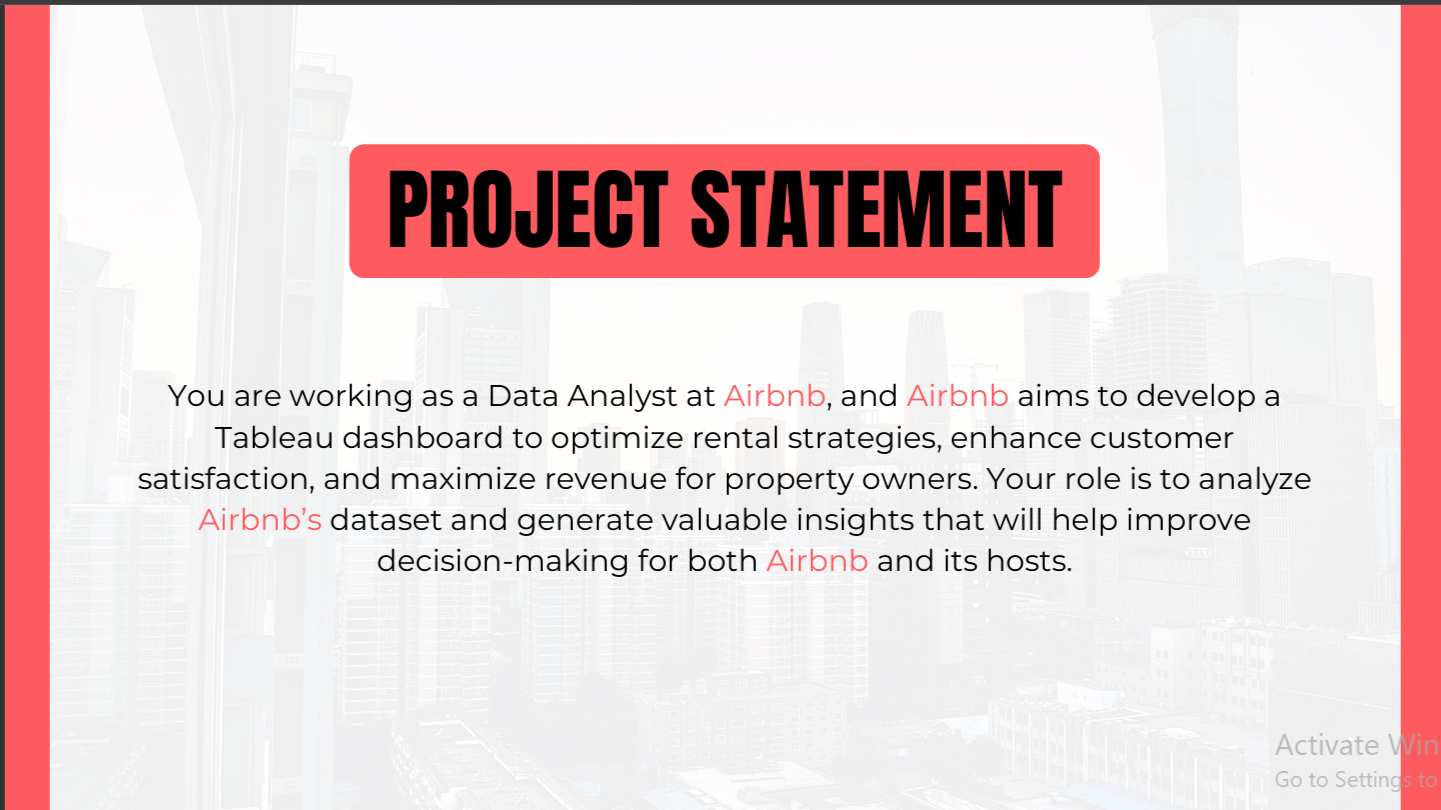 PROJECT STATEMENT
You are working as a Data Analyst at Airbnb, and Airbnb aims to develop a
Tableau dashboard to optimize rental strategies, enhance customer
satisfaction, and maximize revenue for property owners. Your role is to analyze
Airbnb’s dataset and generate valuable insights that will help improve
decision-making for both Airbnb and its hosts.
Activate Win
Go to Settings to